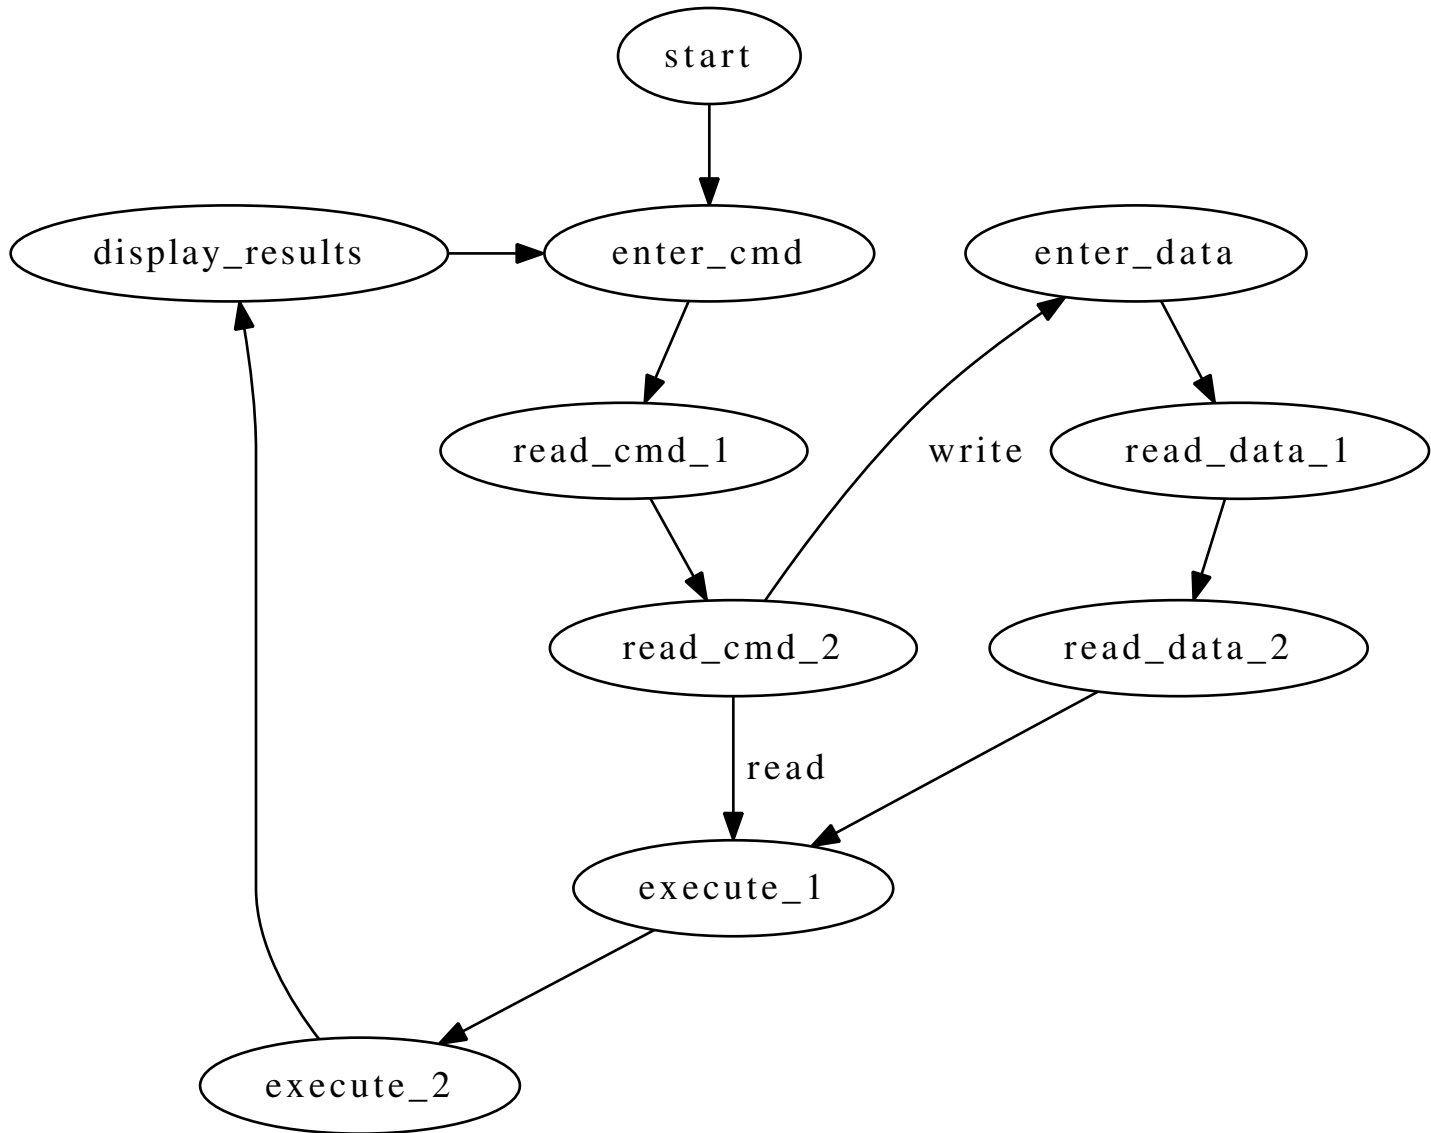 start
display_results
enter_cmd
enter_data
read_cmd_1
write
read_data_1
read_cmd_2
read_data_2
read
execute_1
execute_2